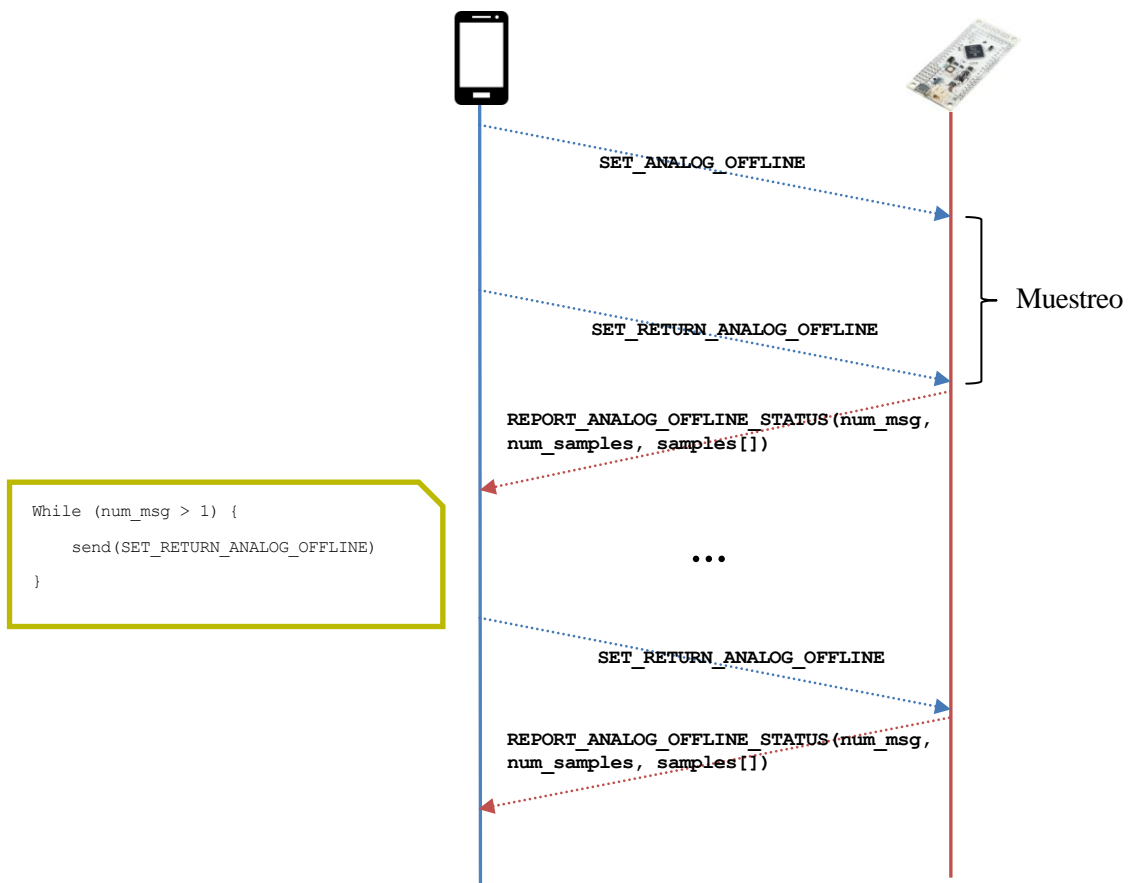 SET_ANALOG_OFFLINE
Muestreo
SET_RETURN_ANALOG_OFFLINE
REPORT_ANALOG_OFFLINE_STATUS(num_msg,
num_samples, samples[])
While (num_msg > 1) {
send(SET_RETURN_ANALOG_OFFLINE)
}
...
SET_RETURN_ANALOG_OFFLINE
REPORT_ANALOG_OFFLINE_STATUS(num_msg,
num_samples, samples[])